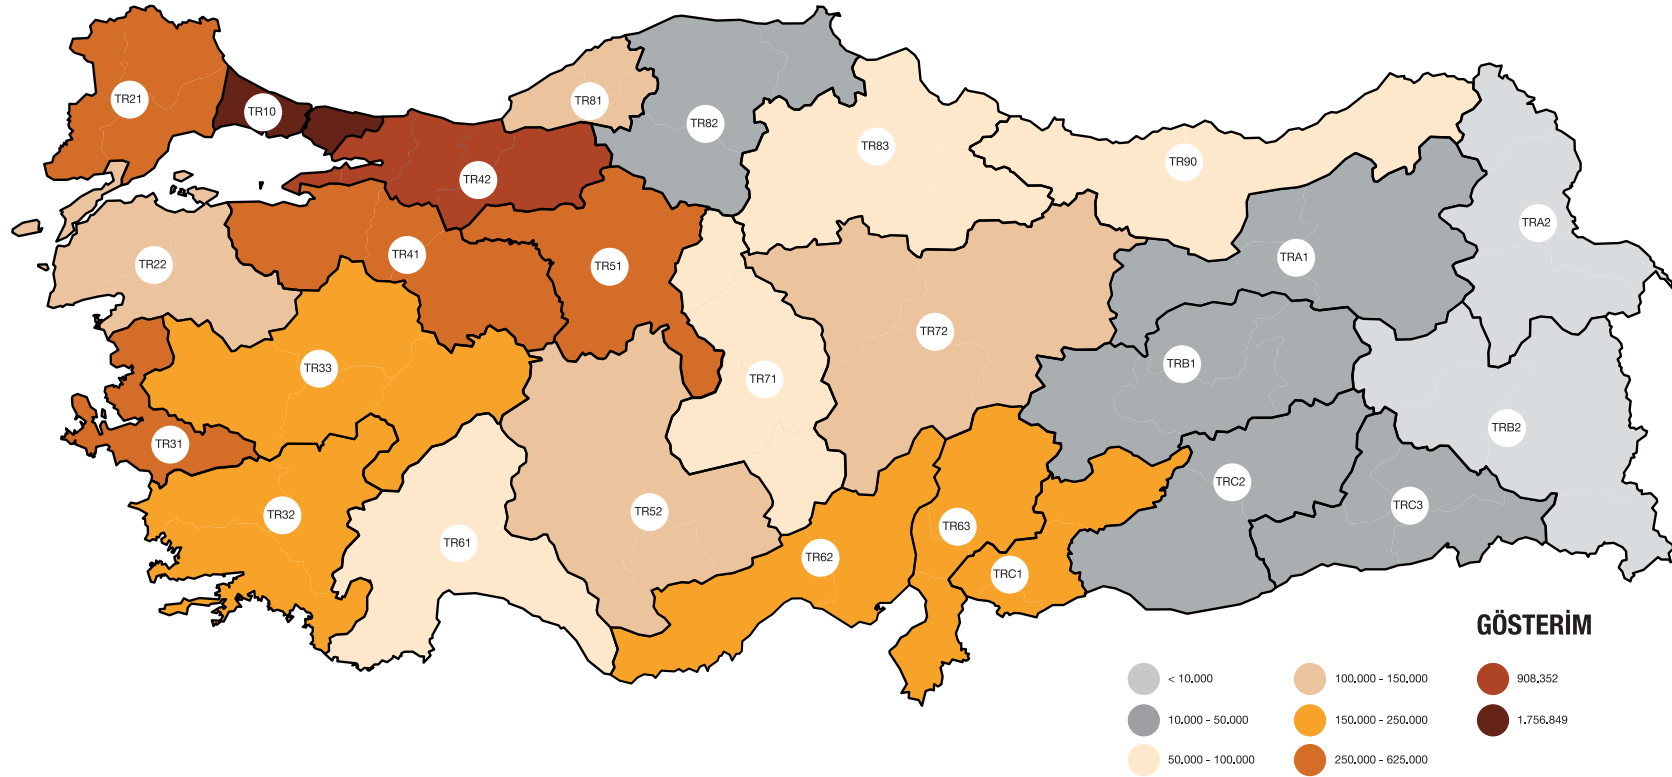 TR21
TR10
TR81
TR82
TR83
TR90
TR42
TRA2
TR22
TR41
TR51
TRA1
TR72
TR33
TRB1
TR71
TR31
TRB2
TRC2
TR32
TR52
TRC3
TR61
TR63
TR62
TRC1
GÖSTERİM
< 10.000
10.000 - 50.000
50.000 - 100.000
100.000 - 150.000
150.000 - 250.000
250.000 - 625.000
908.352
1.756.849